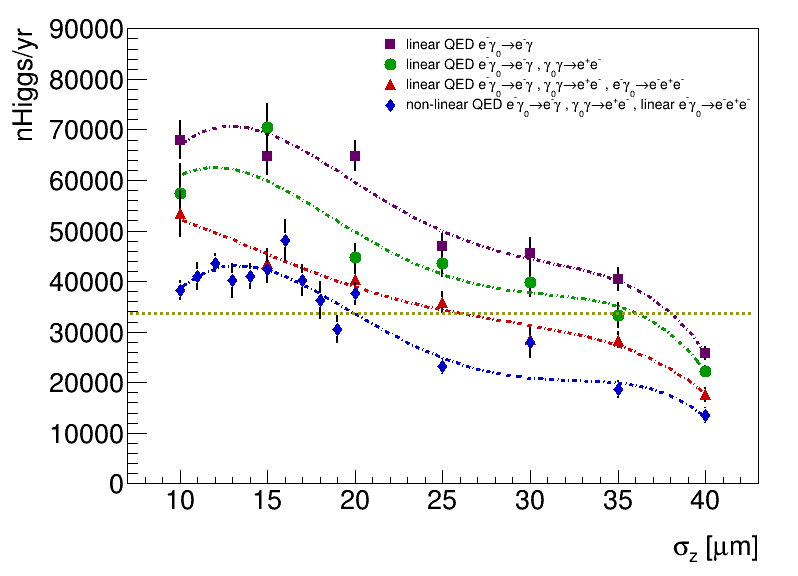 nHiggs/yr
90000
80000
70000
60000
50000
40000
30000
20000
10000
0
linear QED e⁻γ₀→e⁻γ
linear QED e⁻γ₀→e⁻γ , γ₀γ→e⁺e⁻
linear QED e⁻γ₀→e⁻γ , γ₀γ→e⁺e⁻ , e⁻γ₀→e⁻e⁺e⁻
non-linear QED e⁻γ₀→e⁻γ , γ₀γ→e⁺e⁻ , linear e⁻γ₀→e⁻e⁺e⁻
10 15 20 25 30 35 40
σz [μm]